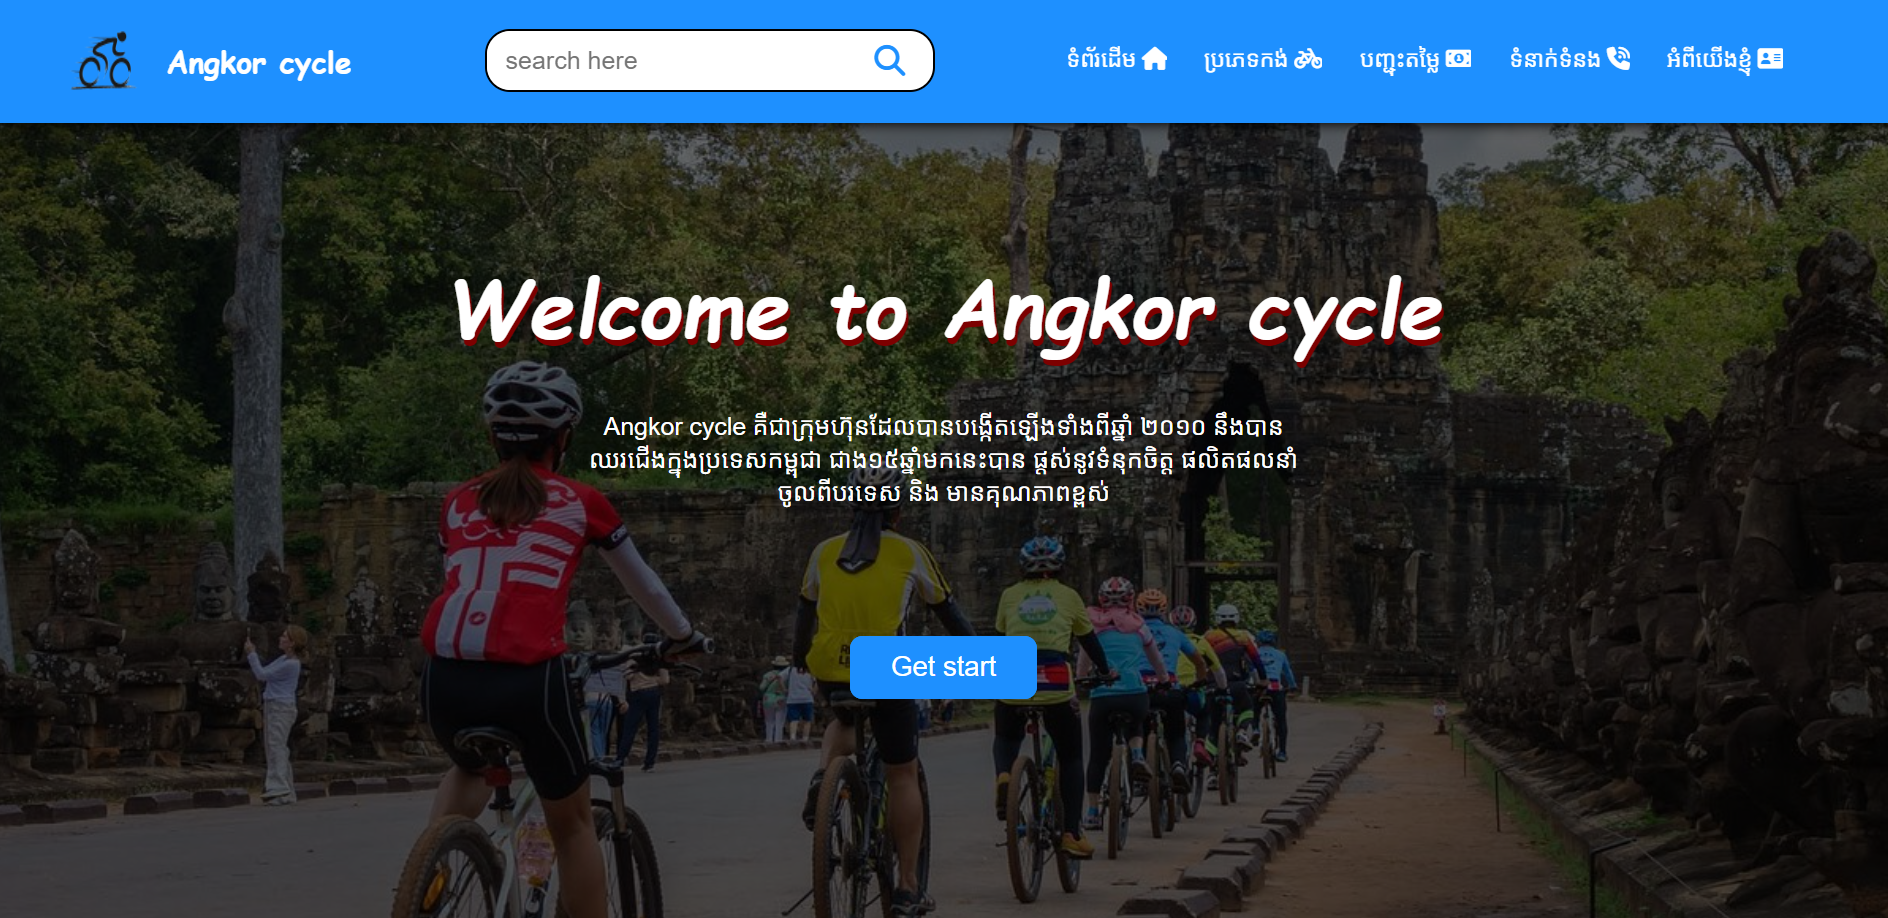 Angkor cycle
search here
ទំព័រដើម
ប្រភេទកង់
បញ្ចុះតម្លៃ
ទំនាក់ទំនង
អំពីយើងខ្ញុំ
Welcome to Angkor cycle
Angkor cycle គឺជាក្រុមហ៊ុនដែលបានបង្កើតឡើងទាំងពីឆ្នាំ ២០១០ នឹងបាន
ឈរជើងក្នុងប្រទេសកម្ពុជា ជាង១៥ឆ្នាំមកនេះបាន ផ្តស់នូវទំនុកចិត្ត ផលិតផលនាំ
ចូលពីបរទេស និង មានគុណភាពខ្ពស់
Get start